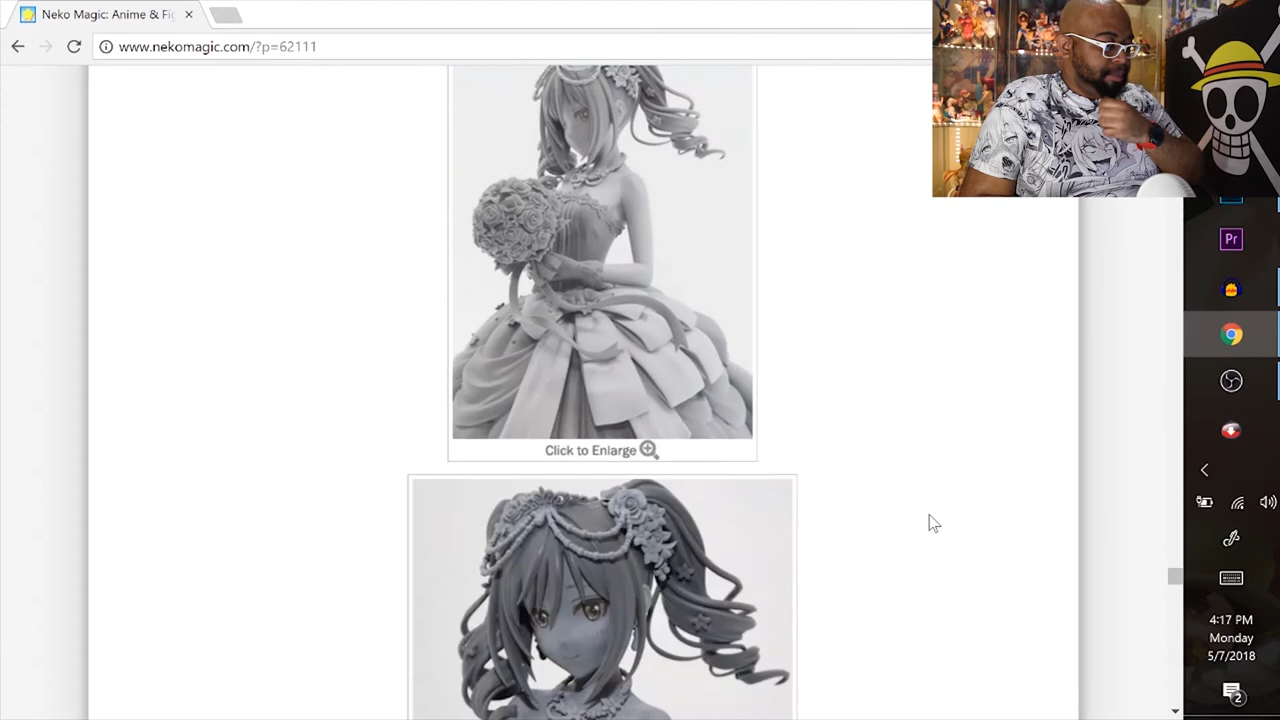 Neko Magic: Anime & Fig
www.nekomagic.com/?p=62111
Click to Enlarge
Pr
4:17 PM
Monday
5/7/2018
2